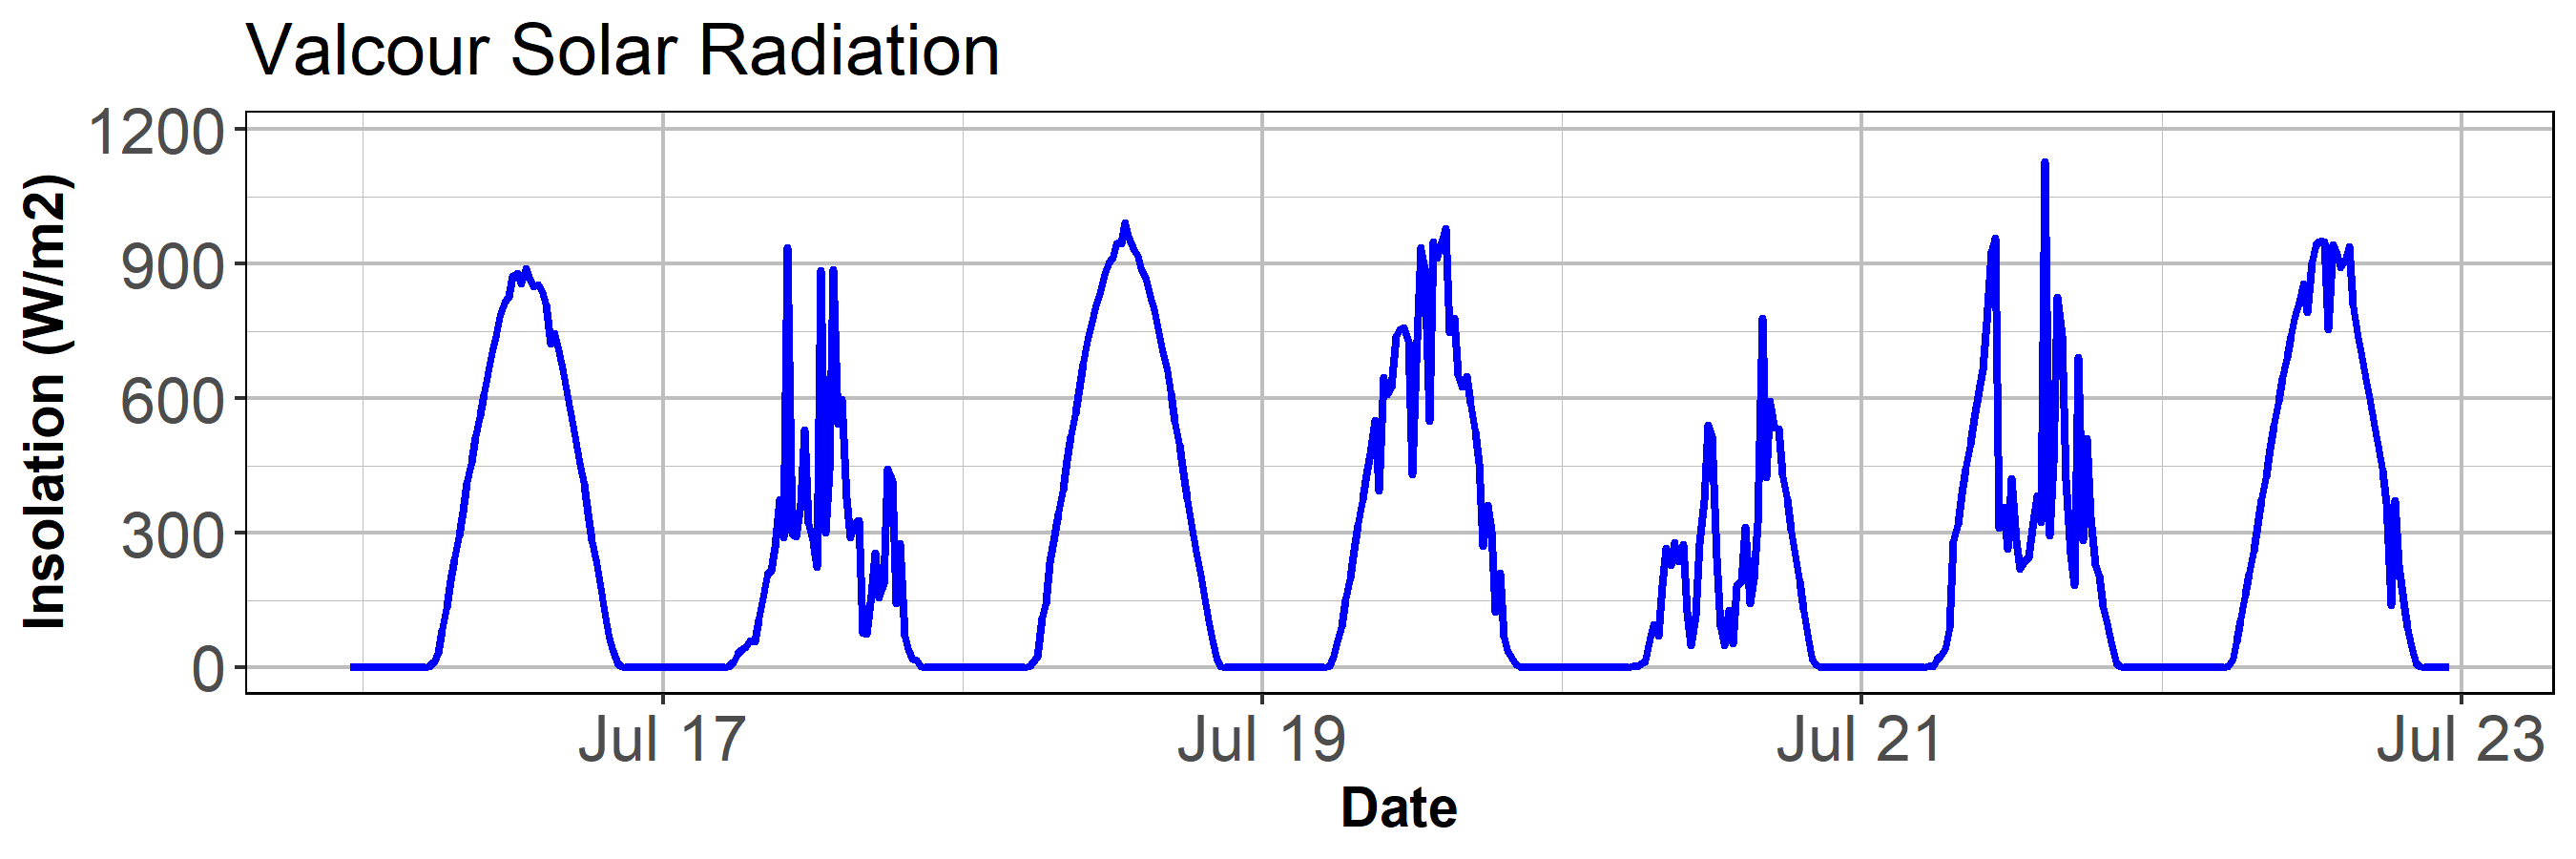 Valcour Solar Radiation
1200
900
600
300
0
Insolation (W/m2)
Jul 17
Jul 19
Jul 21
Jul 23
Date